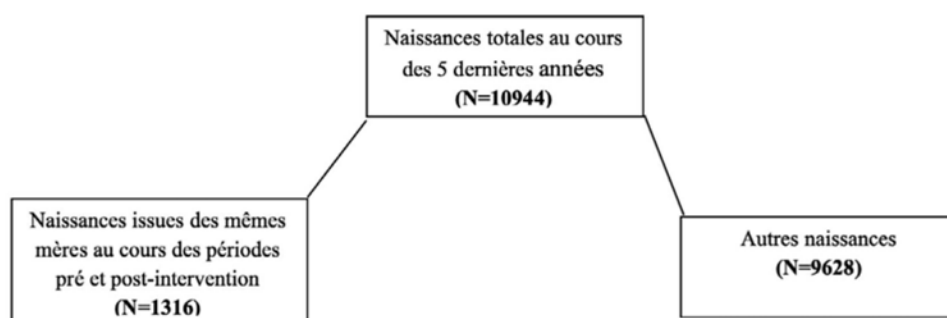 Naissances totales au cours
des 5 dernières années
(N=10944)
Naissances issues des mêmes
mères au cours des périodes
pré et post-intervention
(N=1316)
Autres naissances
(N=9628)